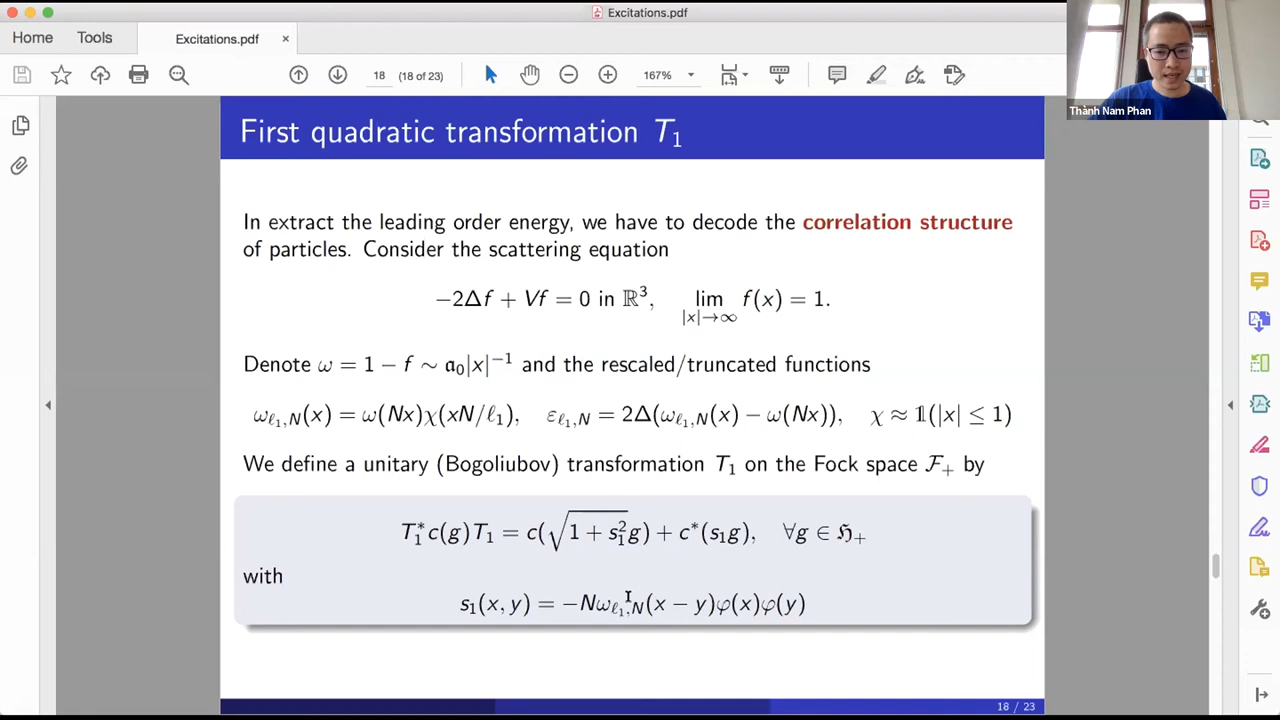 Excitations.pdf
Home Tools Excitations.pdf ×
18 (18 of 23) 167%
Thành Nam Phan
First quadratic transformation T₁
In extract the leading order energy, we have to decode the correlation structure
of particles. Consider the scattering equation
−2Δf + Vf = 0 in ℝ³, lim_{|x|→∞} f(x) = 1.
Denote ω = 1 − f ∼ 𝔞₀|x|⁻¹ and the rescaled/truncated functions
ω_{ℓ₁,N}(x) = ω(Nx)χ(xN/ℓ₁), ε_{ℓ₁,N} = 2Δ(ω_{ℓ₁,N}(x) − ω(Nx)), χ ≈ 𝟙(|x| ≤ 1)
We define a unitary (Bogoliubov) transformation T₁ on the Fock space ℱ₊ by
T₁*c(g)T₁ = c(√(1 + s₁²)g) + c*(s₁g), ∀g ∈ ℌ₊
with
s₁(x, y) = −Nω_{ℓ₁,N}(x − y)φ(x)φ(y)
18 / 23